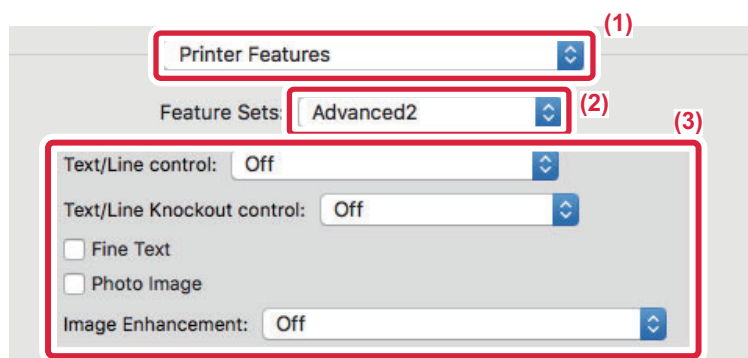 (1)
Printer Features
Feature Sets: Advanced2 (2)
(3)
Text/Line control: Off
Text/Line Knockout control: Off
Fine Text
Photo Image
Image Enhancement: Off